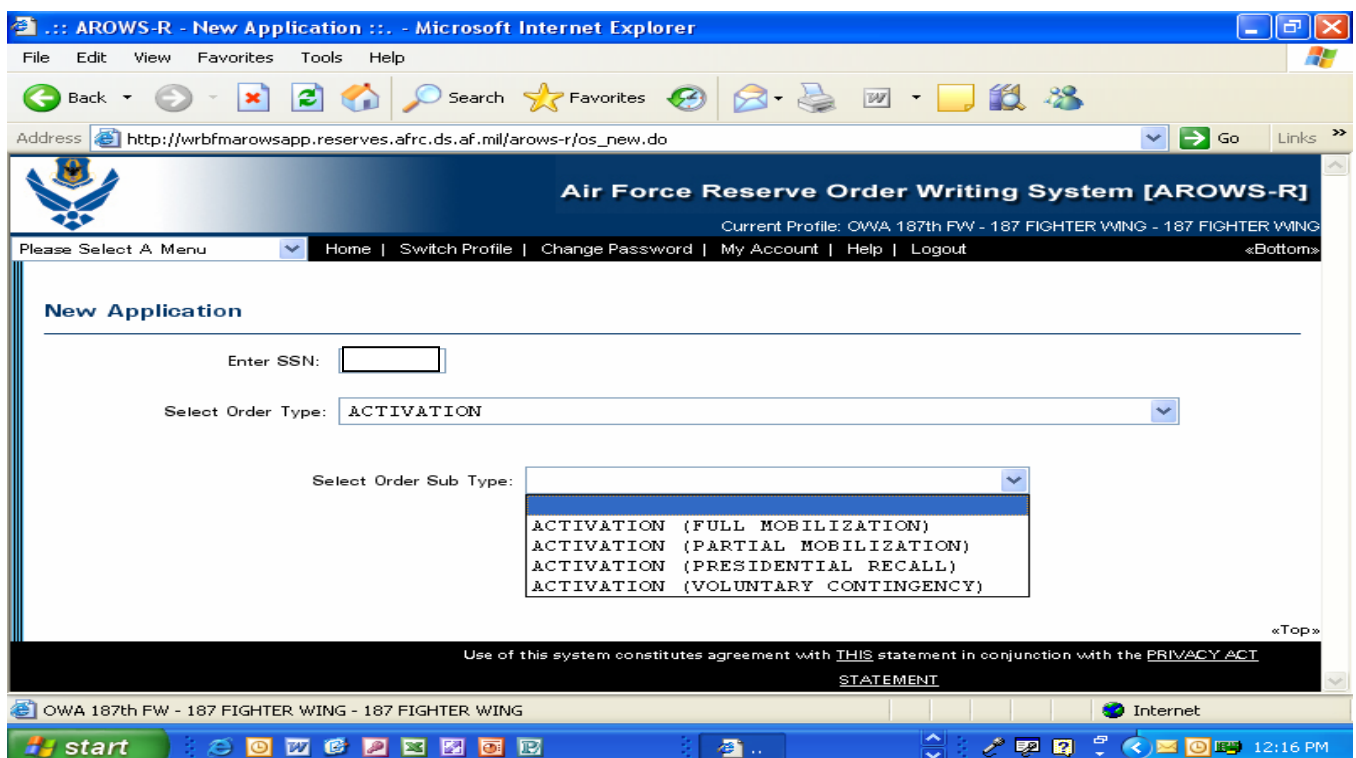 .:: AROWS-R - New Application ::. - Microsoft Internet Explorer
File Edit View Favorites Tools Help
Back Search Favorites
Address http://wrbfmarowsapp.reserves.afrc.ds.af.mil/arows-r/os_new.do Go Links »
Air Force Reserve Order Writing System [AROWS-R]
Current Profile: OWA 187th FW - 187 FIGHTER WING - 187 FIGHTER WING
Please Select A Menu Home | Switch Profile | Change Password | My Account | Help | Logout «Bottom»
New Application
Enter SSN:
Select Order Type: ACTIVATION
Select Order Sub Type:
ACTIVATION (FULL MOBILIZATION)
ACTIVATION (PARTIAL MOBILIZATION)
ACTIVATION (PRESIDENTIAL RECALL)
ACTIVATION (VOLUNTARY CONTINGENCY)
«Top»
Use of this system constitutes agreement with THIS statement in conjunction with the PRIVACY ACT
STATEMENT
OWA 187th FW - 187 FIGHTER WING - 187 FIGHTER WING Internet
start .. 12:16 PM